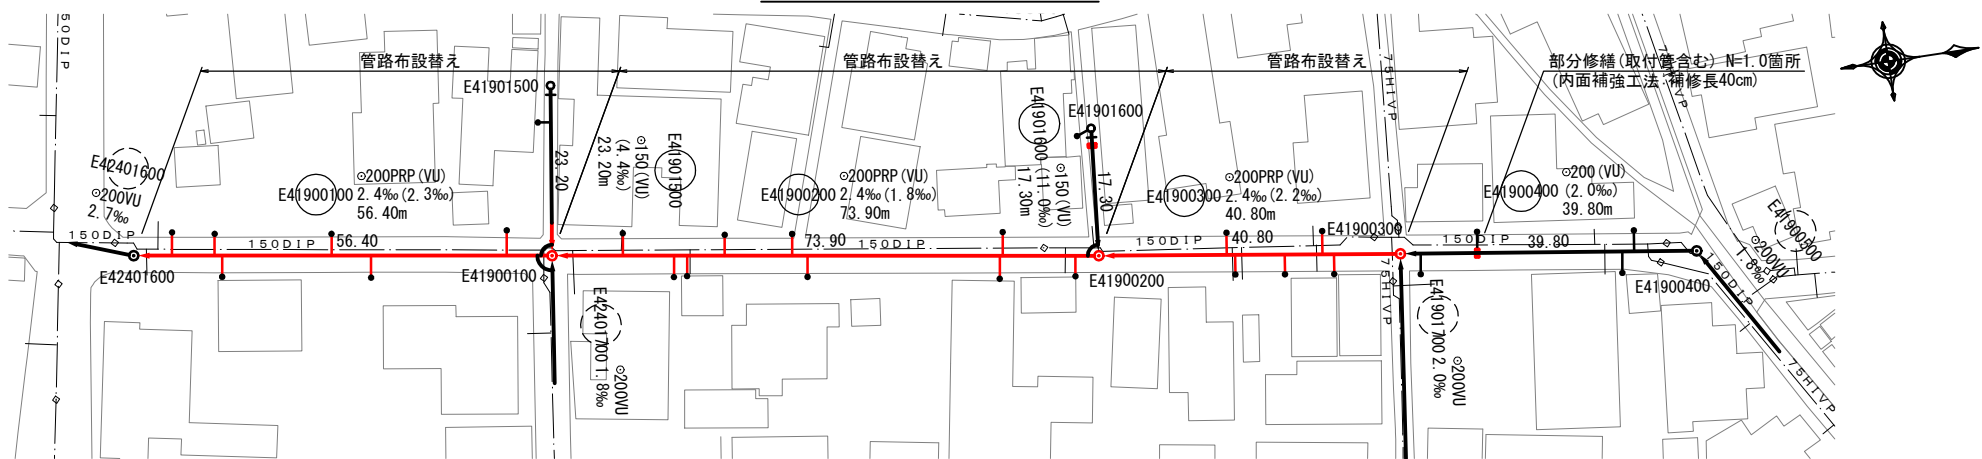 管路布設替え
管路布設替え
管路布設替え
部分修繕(取付管含む) N=1.0箇所
(内面補強工法 補修長40cm)
50DIP
75HIVP
75HIVP
E41901500
E41901600
E42401600
⊙200VU
2.7‰
E41900100
⊙200PRP(VU)
2.4‰(2.3‰)
56.40m
23.20
⊙150(VU)
(4.4‰)
23.20m
E41901500
E41900200
⊙200PRP(VU)
2.4‰(1.8‰)
73.90m
E41901600
⊙150(VU)
(11.0‰)
17.30m
17.30
E41900300
⊙200PRP(VU)
2.4‰(2.2‰)
40.80m
E41900400
⊙200(VU)
(2.0‰)
39.80m
E41900500
⊙200VU
1.8‰
150DIP
150DIP
56.40
73.90
150DIP
150DIP
40.80
E41900300
150DIP
39.80
150DIP
E42401600
E41900100
E41900200
E41900400
E42401700
1.8‰
⊙200VU
75HIVP
E41901700
2.0‰
⊙200VU
75HIVP